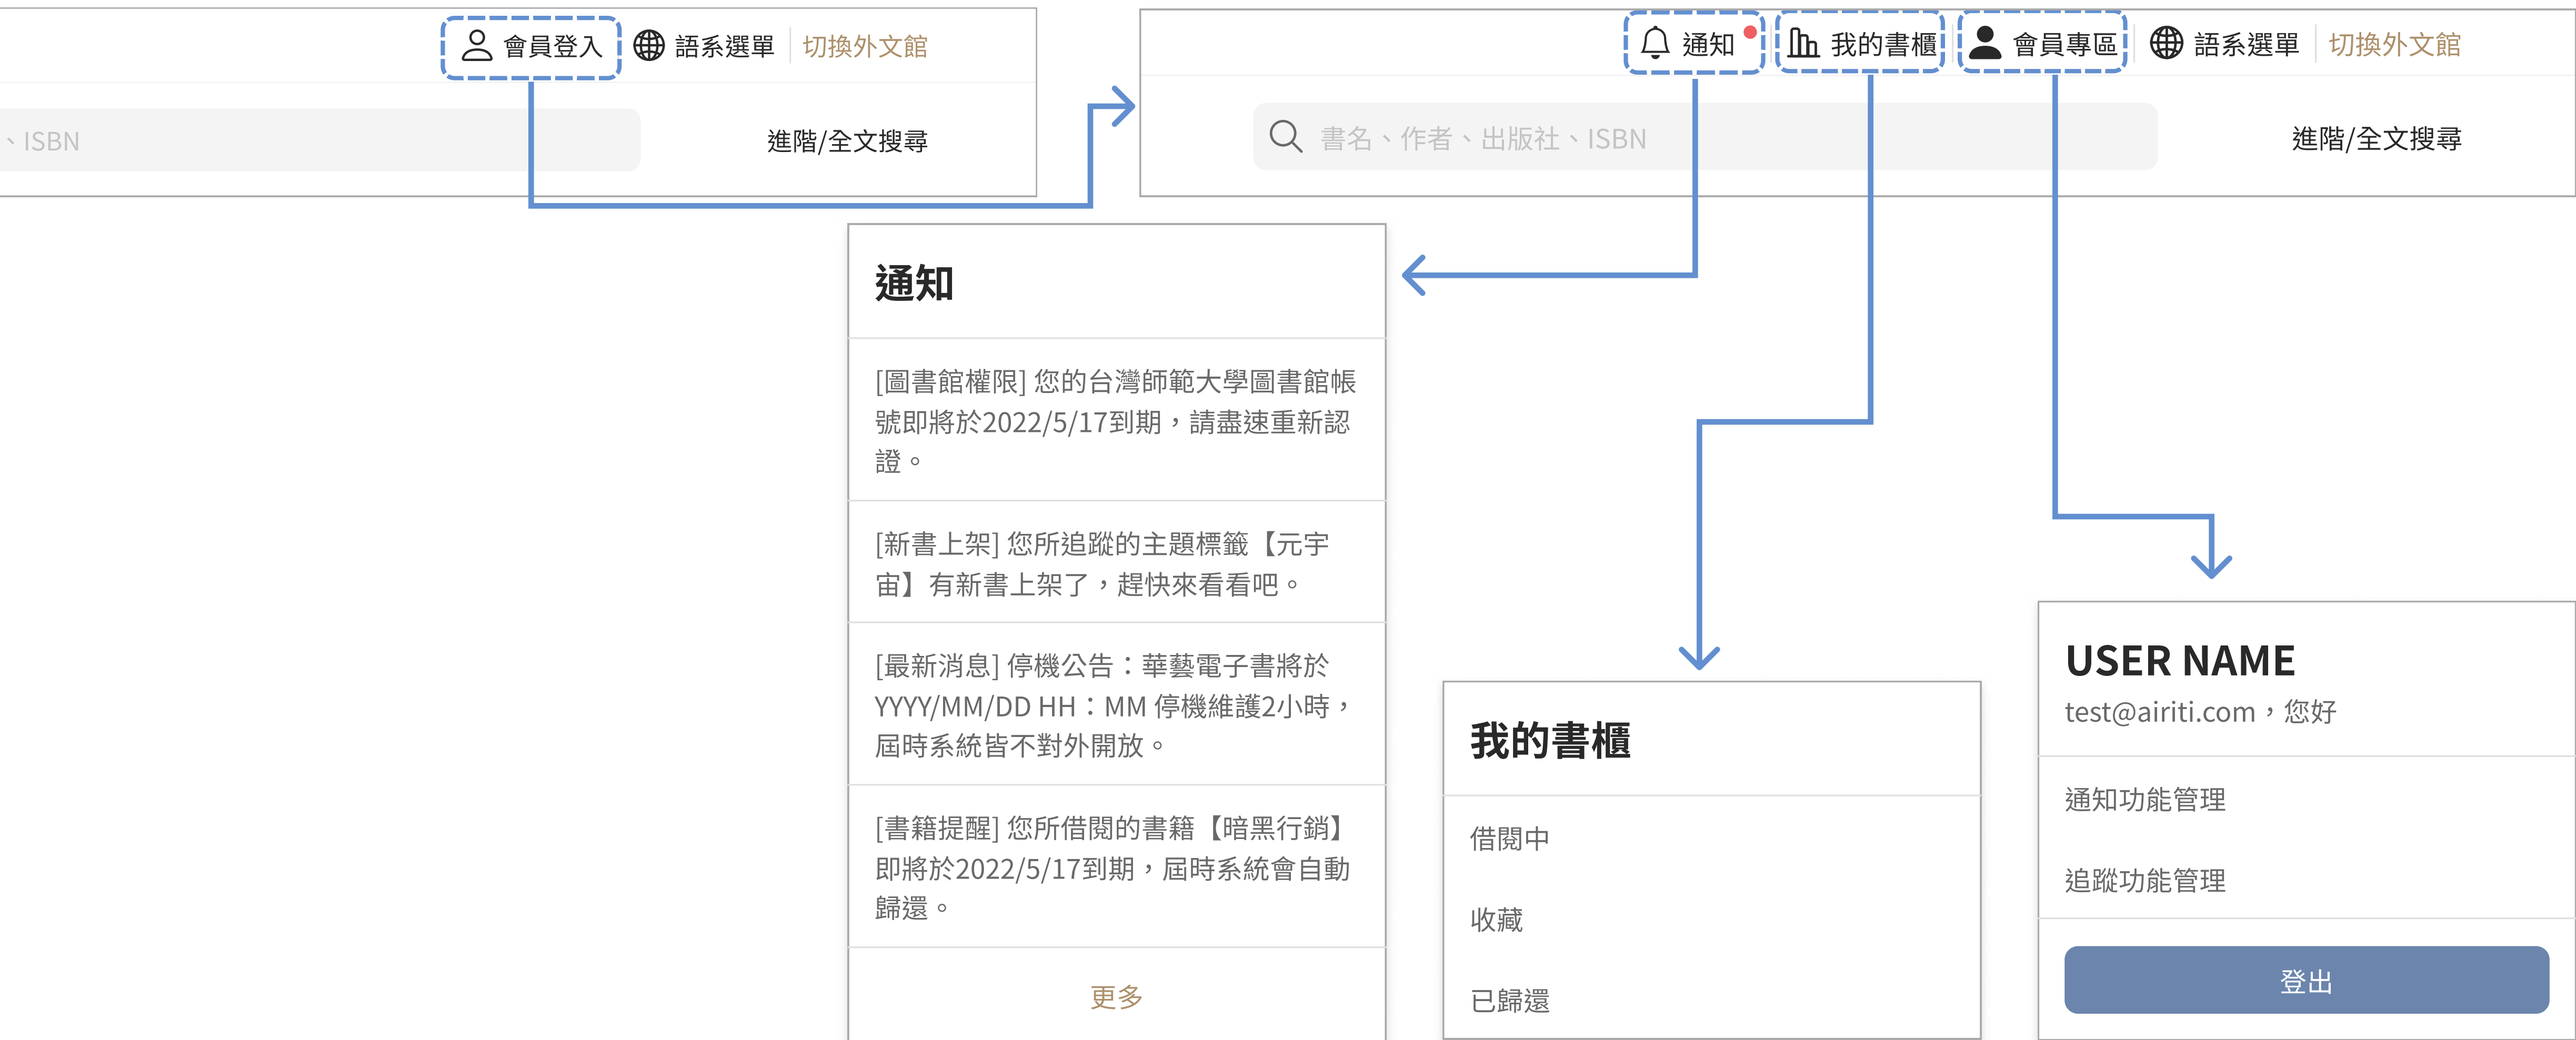 會員登入
語系選單
切換外文館
、ISBN
進階/全文搜尋
通知
我的書櫃
會員專區
語系選單
切換外文館
書名、作者、出版社、ISBN
進階/全文搜尋
通知
[圖書館權限] 您的台灣師範大學圖書館帳
號即將於2022/5/17到期，請盡速重新認
證。
[新書上架] 您所追蹤的主題標籤【元宇
宙】有新書上架了，趕快來看看吧。
[最新消息] 停機公告：華藝電子書將於
YYYY/MM/DD HH：MM 停機維護2小時，
屆時系統皆不對外開放。
[書籍提醒] 您所借閱的書籍【暗黑行銷】
即將於2022/5/17到期，屆時系統會自動
歸還。
更多
我的書櫃
借閱中
收藏
已歸還
USER NAME
test@airiti.com，您好
通知功能管理
追蹤功能管理
登出